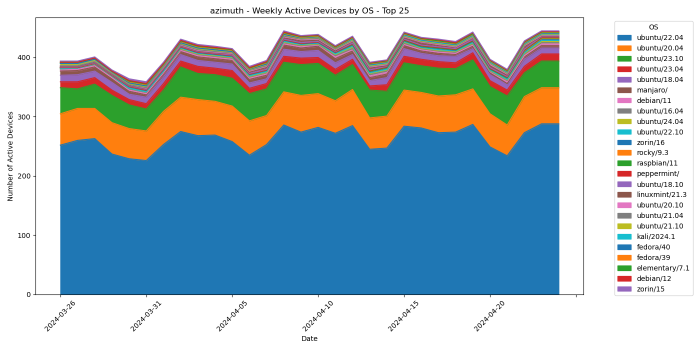 azimuth - Weekly Active Devices by OS - Top 25
Number of Active Devices
400
300
200
100
0
2024-03-26
2024-03-31
2024-04-05
2024-04-10
2024-04-15
2024-04-20
Date
OS
ubuntu/22.04
ubuntu/20.04
ubuntu/23.10
ubuntu/23.04
ubuntu/18.04
manjaro/
debian/11
ubuntu/16.04
ubuntu/24.04
ubuntu/22.10
zorin/16
rocky/9.3
raspbian/11
peppermint/
ubuntu/18.10
linuxmint/21.3
ubuntu/20.10
ubuntu/21.04
ubuntu/21.10
kali/2024.1
fedora/40
fedora/39
elementary/7.1
debian/12
zorin/15